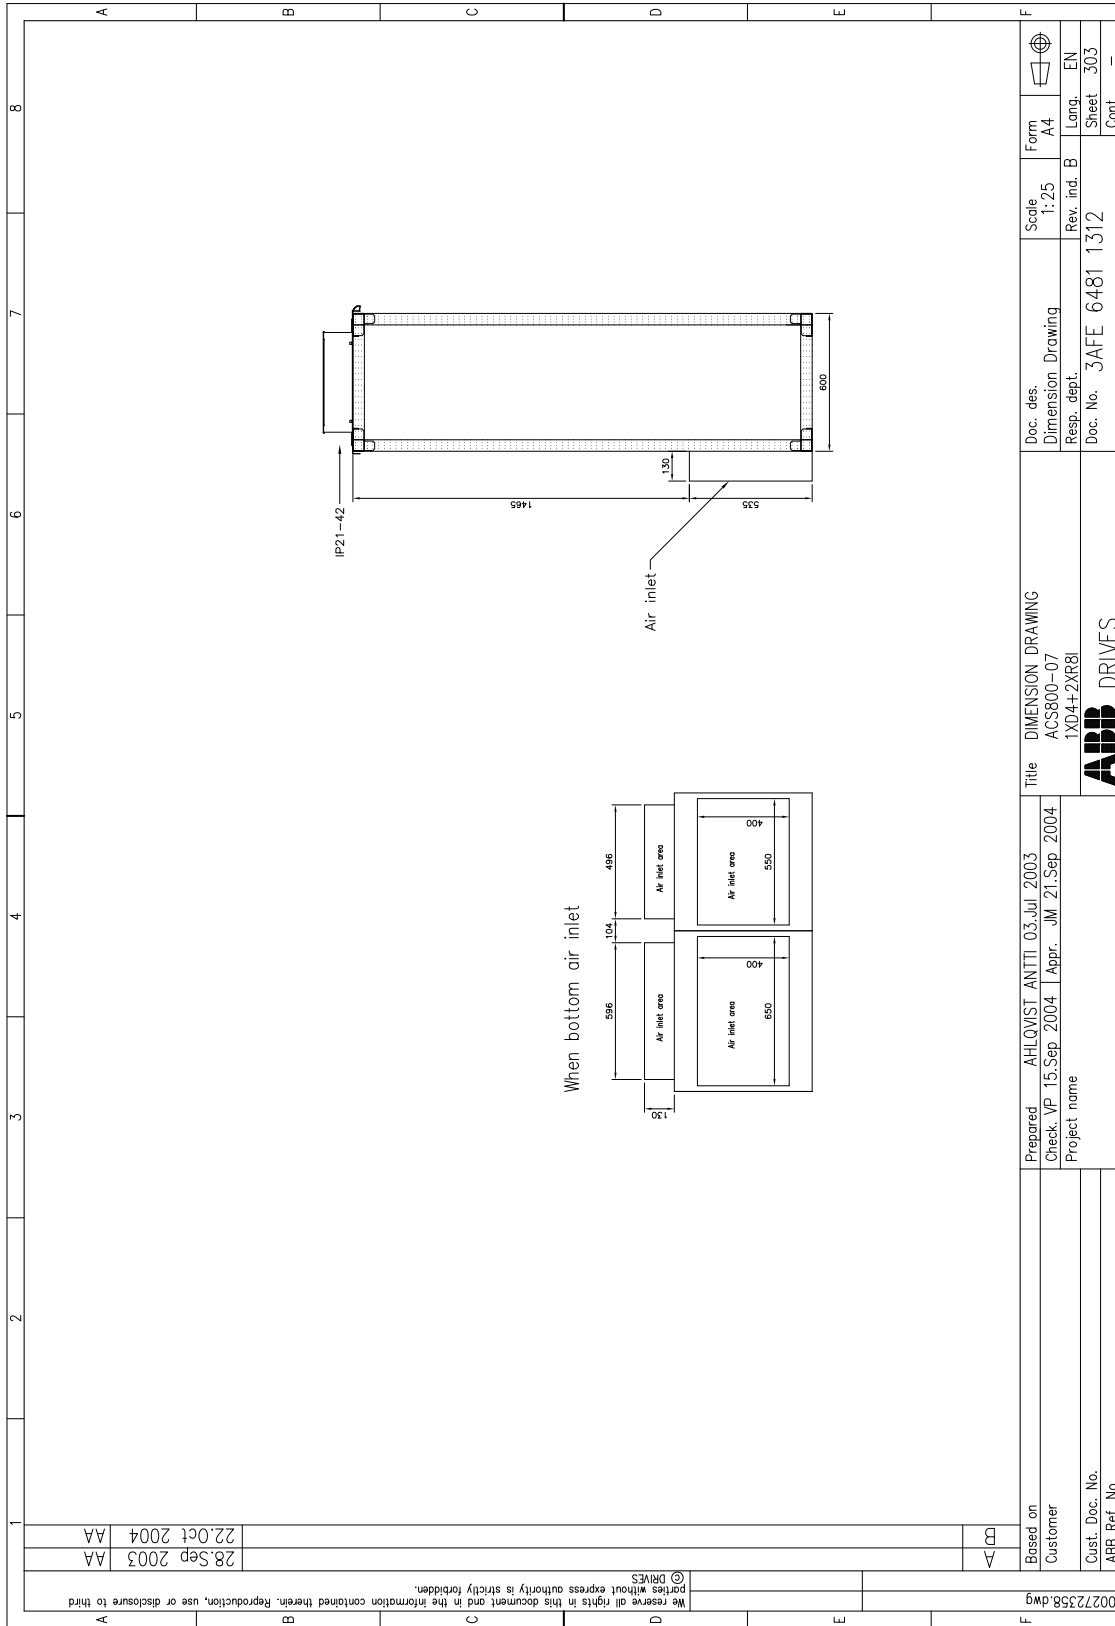 A B C D E F
8
7
6
5
4
3
2
1
IP21-42
1465
535
130
600
Air inlet
When bottom air inlet
596
104
496
130
Air inlet area
Air inlet area
Air inlet area
Air inlet area
650
400
550
400
Based on
Customer
Cust. Doc. No.
ABB Ref. No.
Prepared AHLQVIST ANTTI 03.Jul 2003
Check. VP 15.Sep 2004 Appr. JM 21.Sep 2004
Project name
Title DIMENSION DRAWING
ACS800-07
1XD4+2XR8I
ABB DRIVES
Doc. des.
Dimension Drawing
Resp. dept.
Doc. No. 3AFE 6481 1312
Scale
1:25
Form
A4
Rev. ind. B
Lang. EN
Sheet 303
Cont. -
A 28.Sep 2003 AA
B 22.Oct 2004 AA
We reserve all rights in this document and in the information contained therein. Reproduction, use or disclosure to third
parties without express authority is strictly forbidden.
© DRIVES
00272358.dwg
A B C D E F